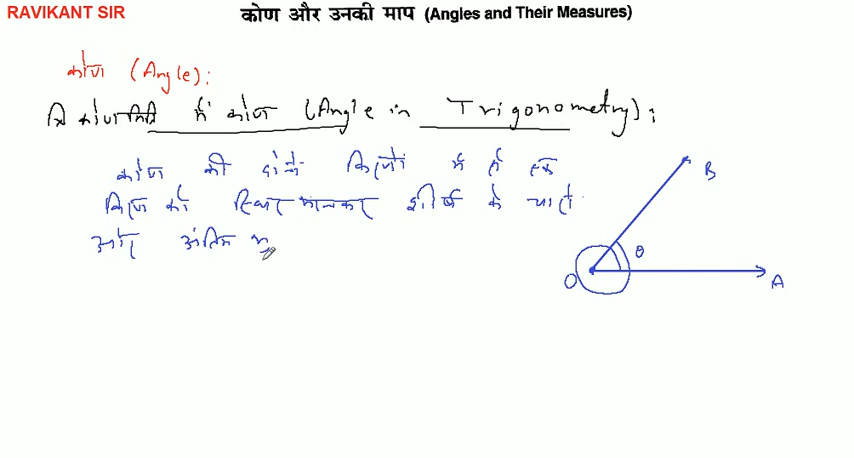 RAVIKANT SIR
कोण और उनकी माप (Angles and Their Measures)
कोण (Angle):
त्रिकोणमिति में कोण (Angle in Trigonometry):
कोण की दोनों किरणों में से एक
किरण को स्थिर मानकर शीर्ष के चारों
ओर अंतिम
B
θ
O
A